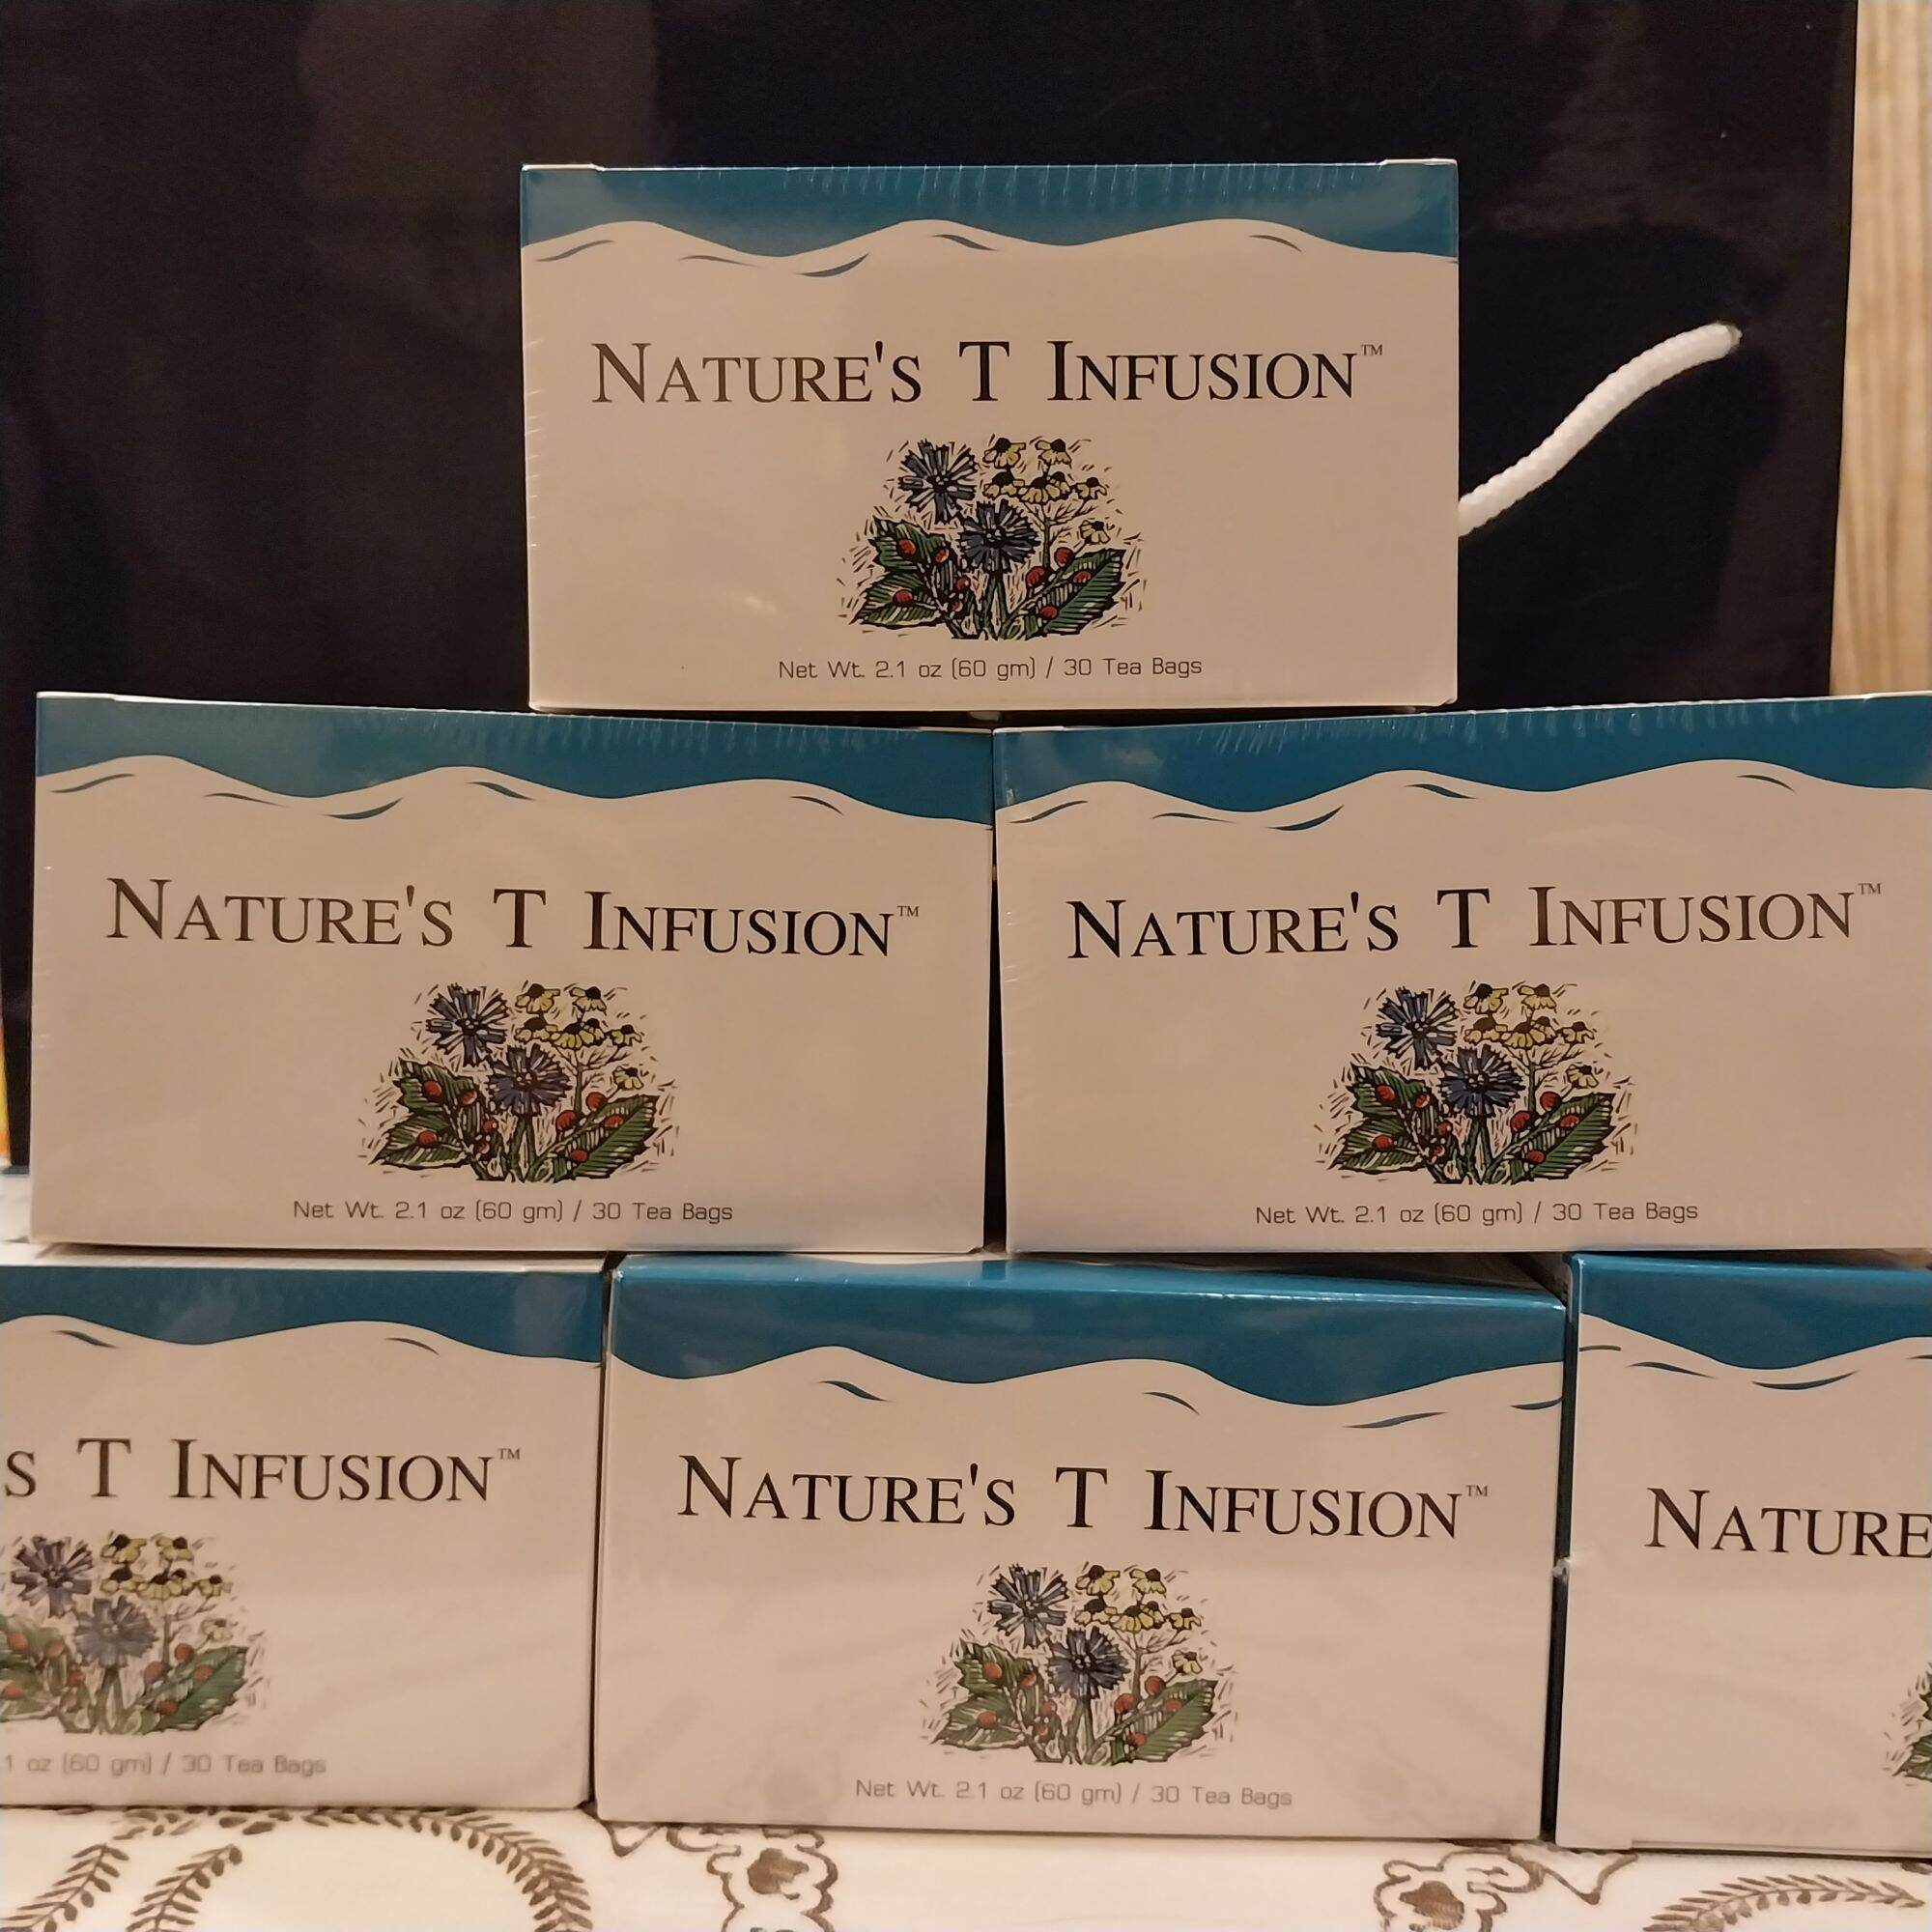 NATURE'S T INFUSION™
Net Wt. 2.1 oz (60 gm) / 30 Tea Bags
NATURE'S T INFUSION™
Net Wt. 2.1 oz (60 gm) / 30 Tea Bags
NATURE'S T INFUSION™
Net Wt. 2.1 oz (60 gm) / 30 Tea Bags
S T INFUSION™
1 oz (60 gm) / 30 Tea Bags
NATURE'S T INFUSION™
Net Wt. 2.1 oz (60 gm) / 30 Tea Bags
NATURE